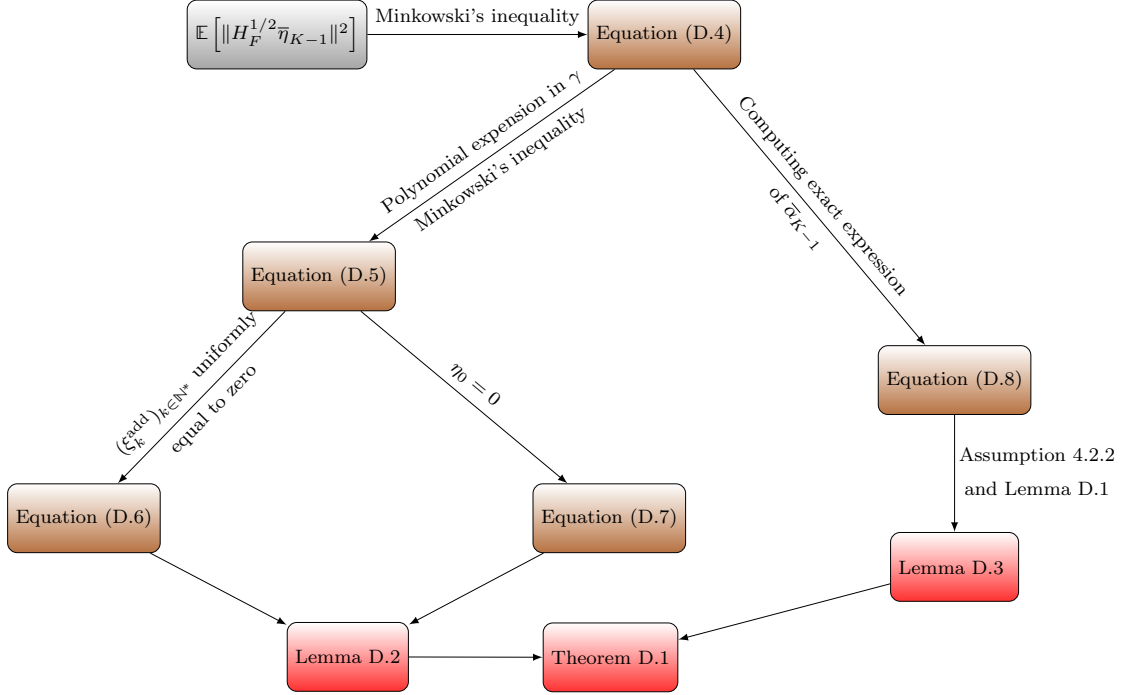 𝔼 [‖H_F^{1/2} η̄_{K−1}‖²]
Minkowski's inequality
Equation (D.4)
Polynomial expension in γ
Minkowski's inequality
Computing exact expression
of α̅_{K−1}
Equation (D.5)
(ξ_k^{add})_{k∈ℕ*} uniformly
equal to zero
η₀ = 0
Equation (D.8)
Assumption 4.2.2
and Lemma D.1
Equation (D.6)
Equation (D.7)
Lemma D.3
Lemma D.2
Theorem D.1